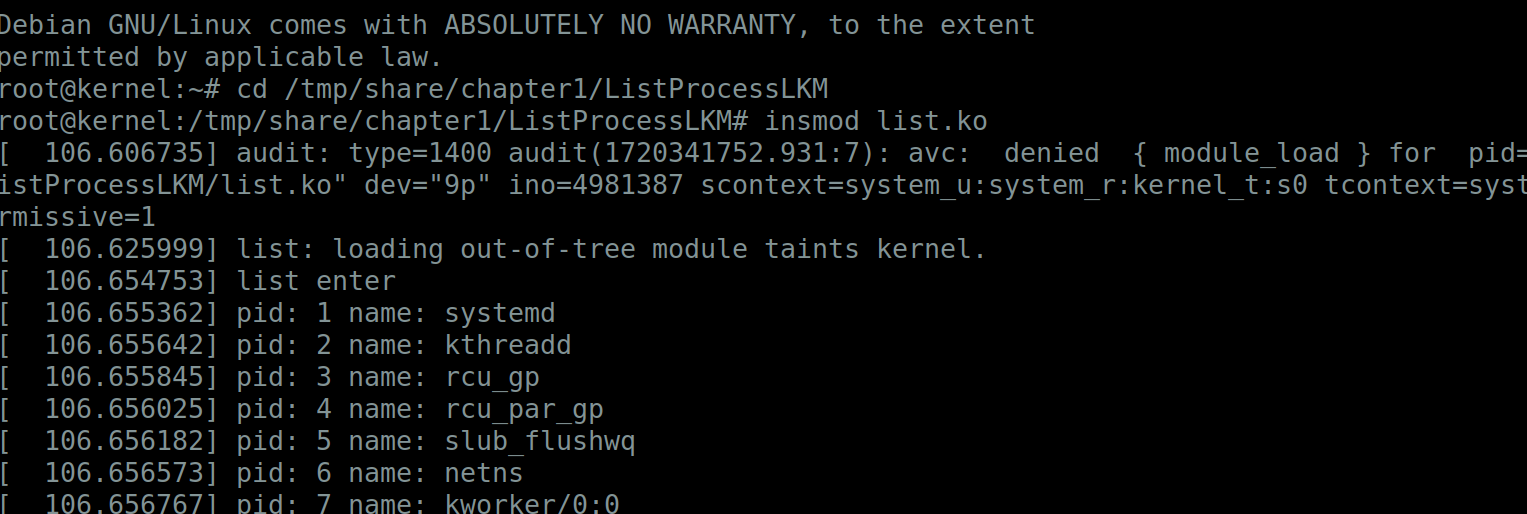 Debian GNU/Linux comes with ABSOLUTELY NO WARRANTY, to the extent
permitted by applicable law.
root@kernel:~# cd /tmp/share/chapter1/ListProcessLKM
root@kernel:/tmp/share/chapter1/ListProcessLKM# insmod list.ko
[  106.606735] audit: type=1400 audit(1720341752.931:7): avc:  denied  { module_load } for  pid=
istProcessLKM/list.ko" dev="9p" ino=4981387 scontext=system_u:system_r:kernel_t:s0 tcontext=syst
rmissive=1
[  106.625999] list: loading out-of-tree module taints kernel.
[  106.654753] list enter
[  106.655362] pid: 1 name: systemd
[  106.655642] pid: 2 name: kthreadd
[  106.655845] pid: 3 name: rcu_gp
[  106.656025] pid: 4 name: rcu_par_gp
[  106.656182] pid: 5 name: slub_flushwq
[  106.656573] pid: 6 name: netns
[  106.656767] pid: 7 name: kworker/0:0